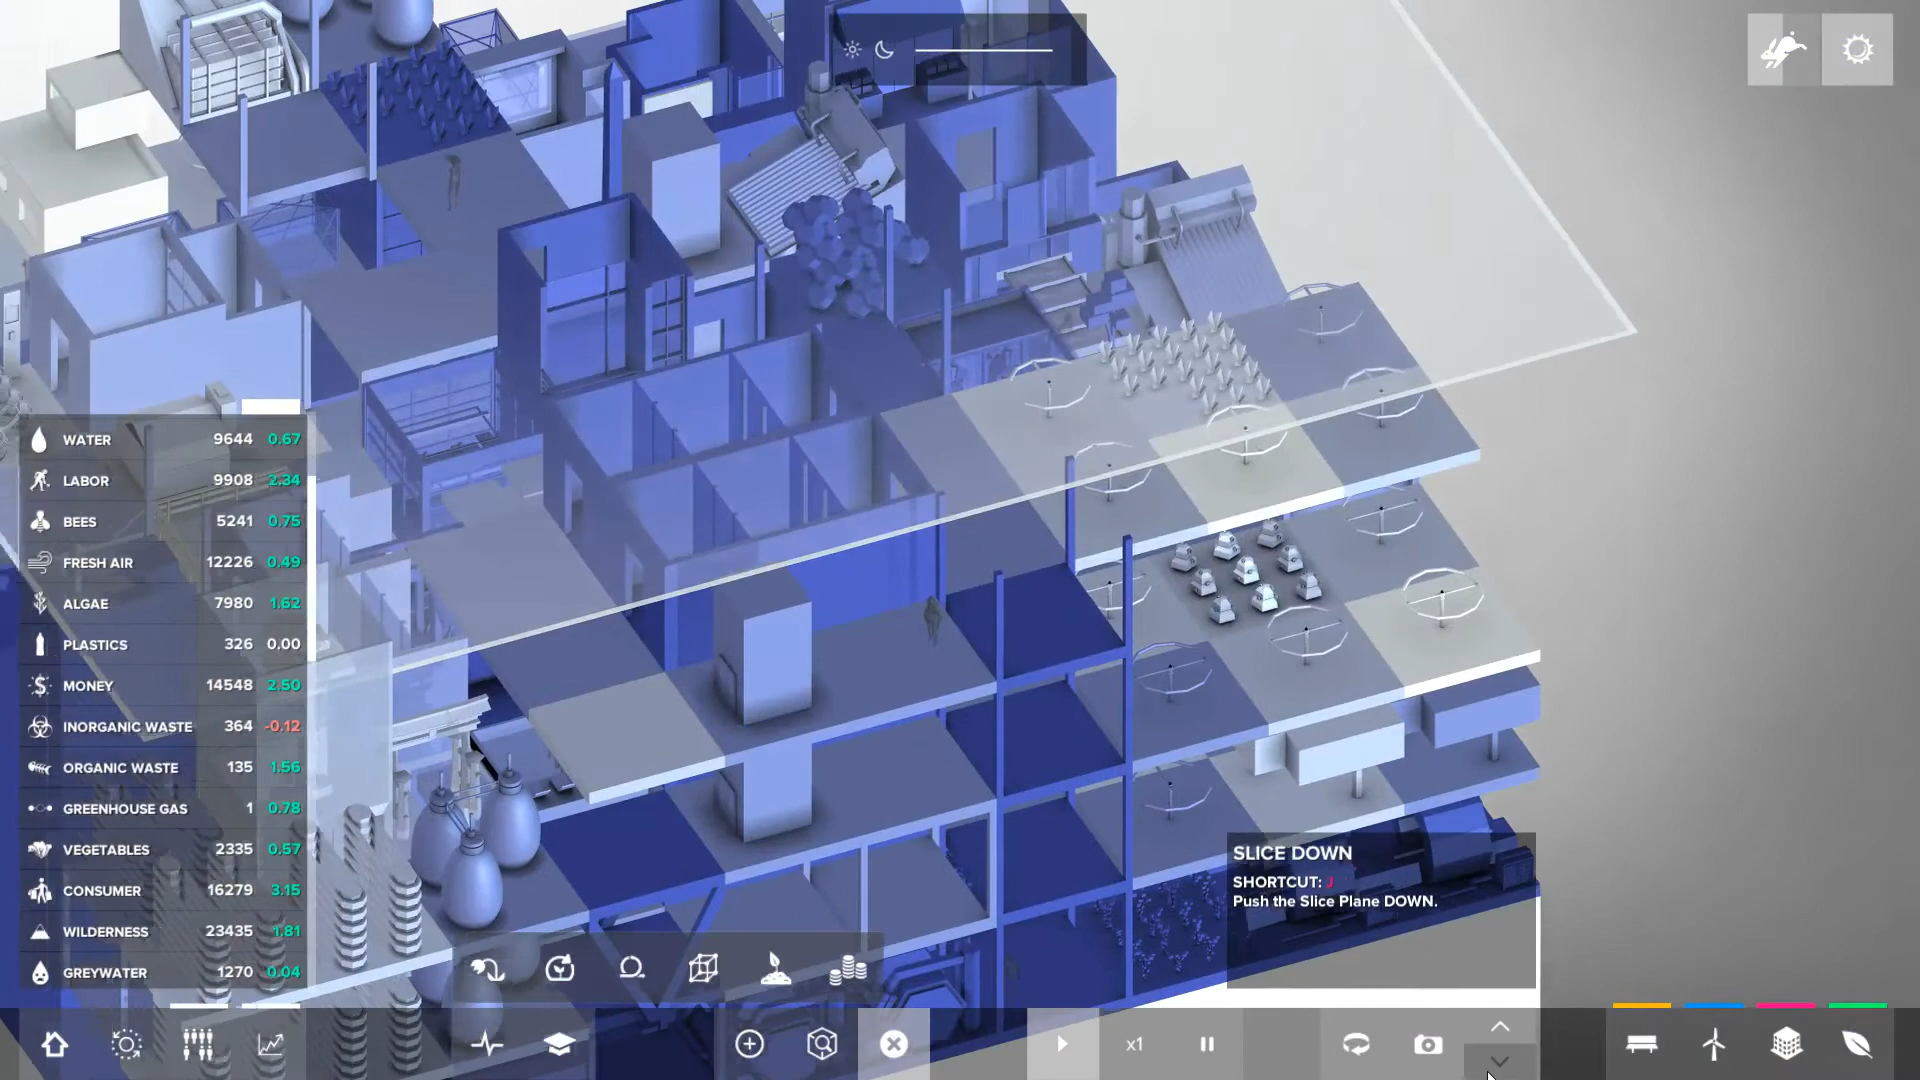 WATER 9644 0.67
LABOR 9908 2.34
BEES 5241 0.75
FRESH AIR 12226 0.49
ALGAE 7980 1.62
PLASTICS 326 0.00
MONEY 14548 2.50
INORGANIC WASTE 364 -0.12
ORGANIC WASTE 135 1.56
GREENHOUSE GAS 1 0.78
VEGETABLES 2335 0.57
CONSUMER 16279 3.15
WILDERNESS 23435 1.81
GREYWATER 1270 0.04
SLICE DOWN
SHORTCUT: J
Push the Slice Plane DOWN.
x1